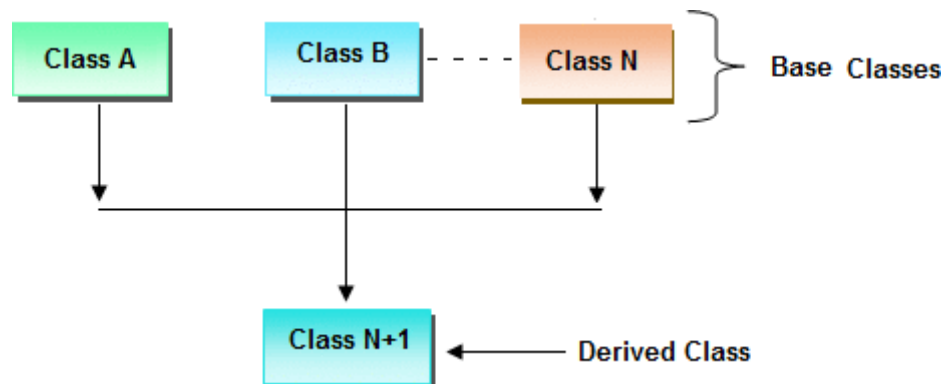 Class A
Class B
Class N
Base Classes
Class N+1
Derived Class